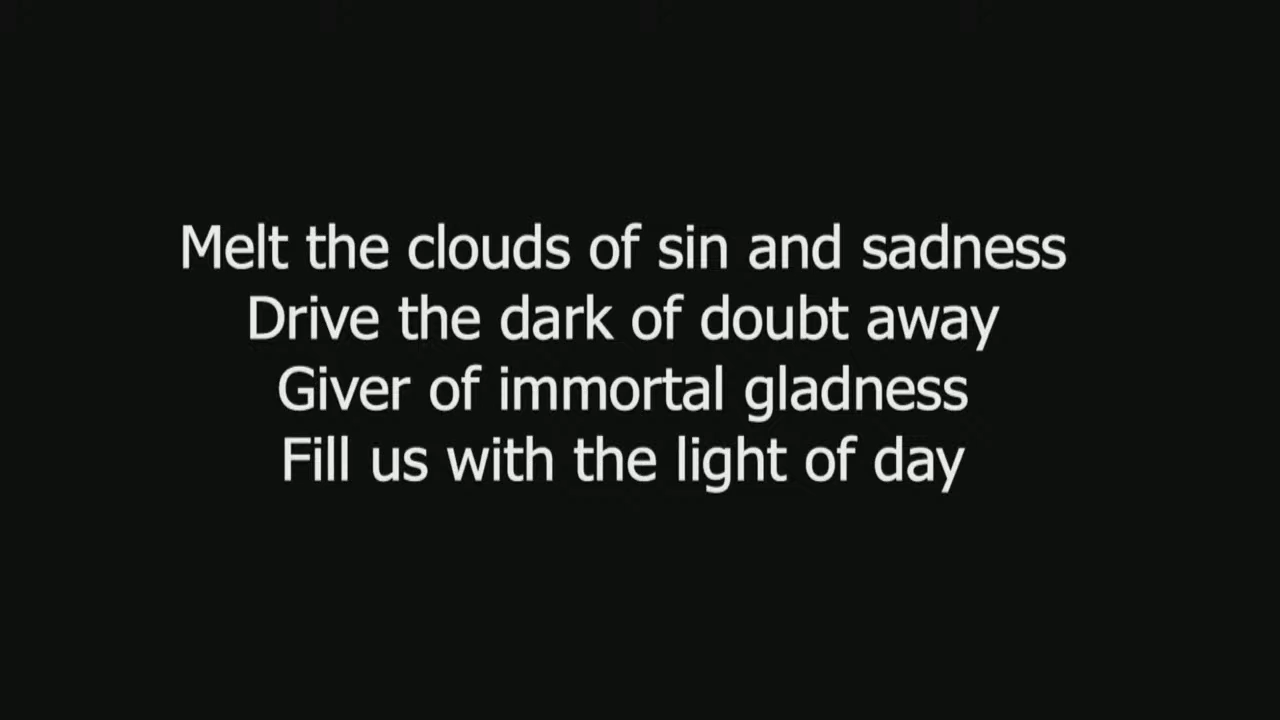 Melt the clouds of sin and sadness
Drive the dark of doubt away
Giver of immortal gladness
Fill us with the light of day